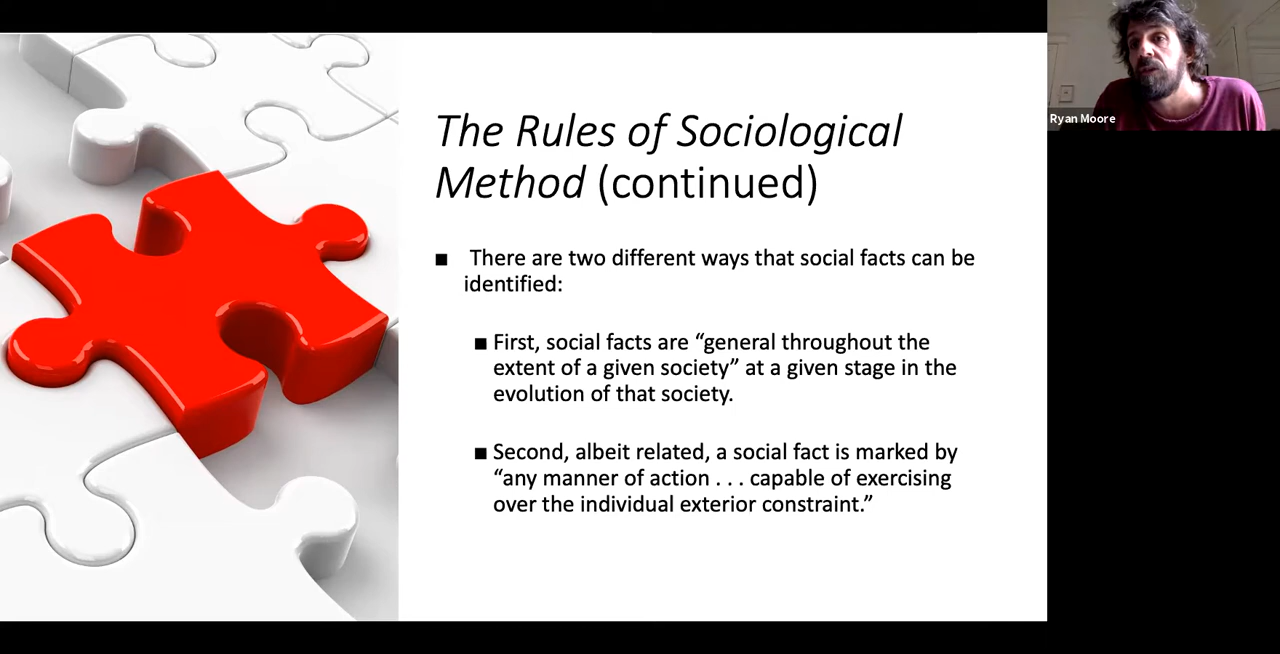 The Rules of Sociological
Method (continued)
■ There are two different ways that social facts can be
identified:
■ First, social facts are “general throughout the
extent of a given society” at a given stage in the
evolution of that society.
■ Second, albeit related, a social fact is marked by
“any manner of action . . . capable of exercising
over the individual exterior constraint.”
Ryan Moore